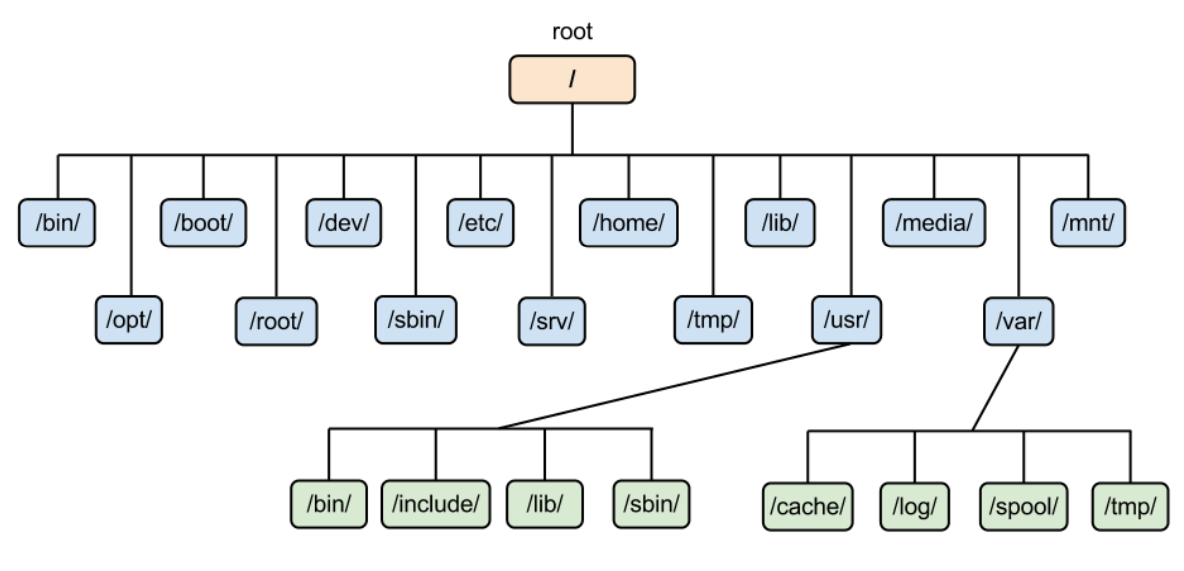 root
/
/bin/
/boot/
/dev/
/etc/
/home/
/lib/
/media/
/mnt/
/opt/
/root/
/sbin/
/srv/
/tmp/
/usr/
/var/
/bin/
/include/
/lib/
/sbin/
/cache/
/log/
/spool/
/tmp/